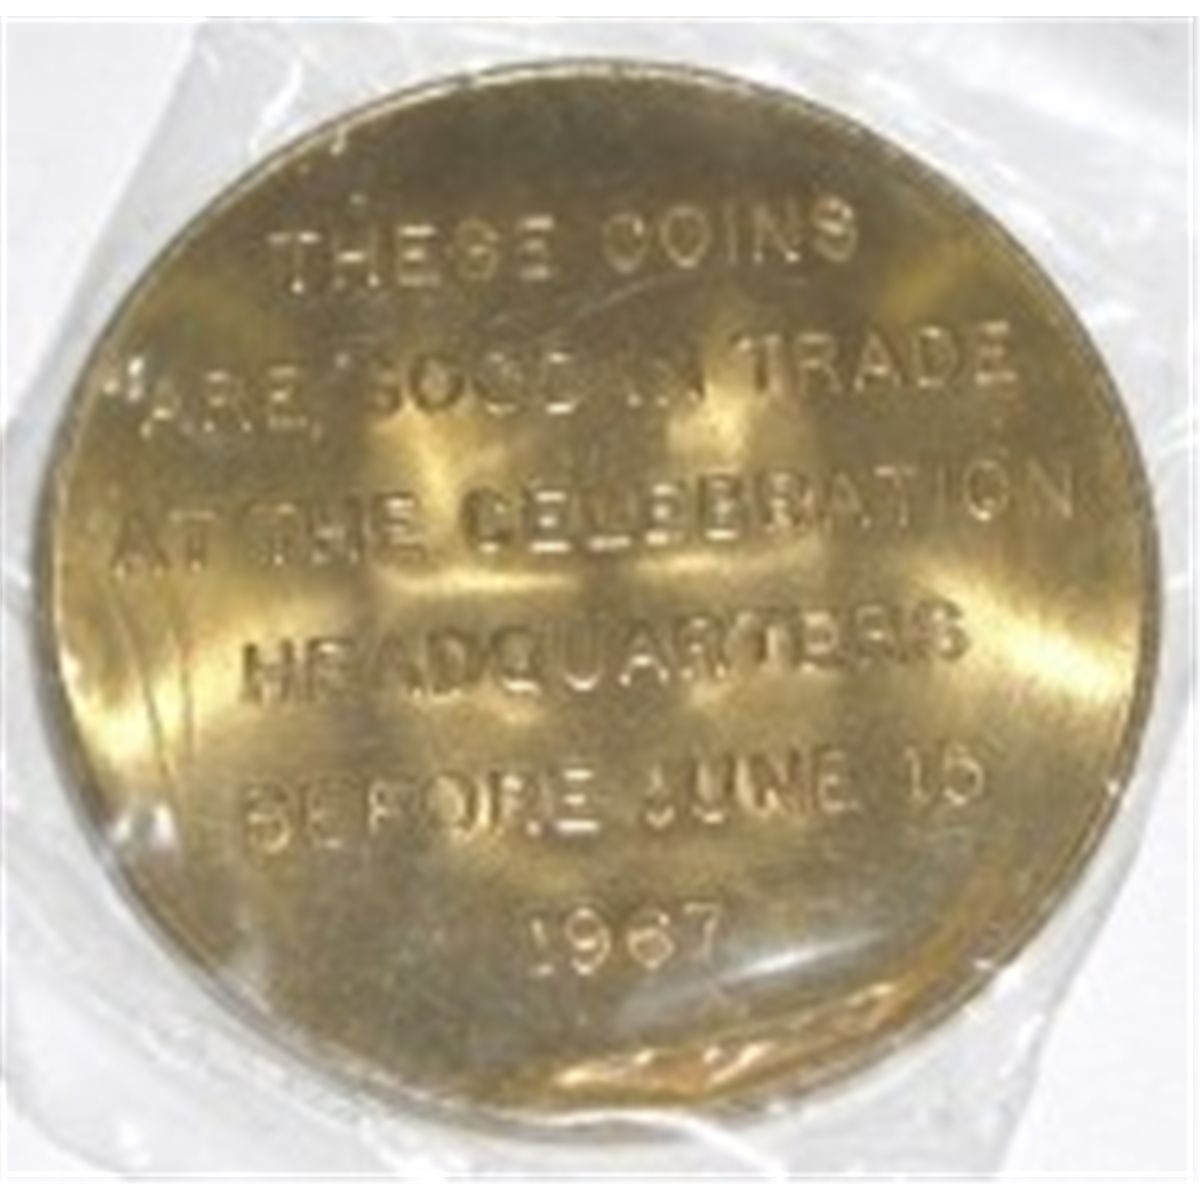 THESE COINS
ARE GOOD IN TRADE
AT THE CELEBRATION
HEADQUARTERS
BEFORE JUNE 15
1967